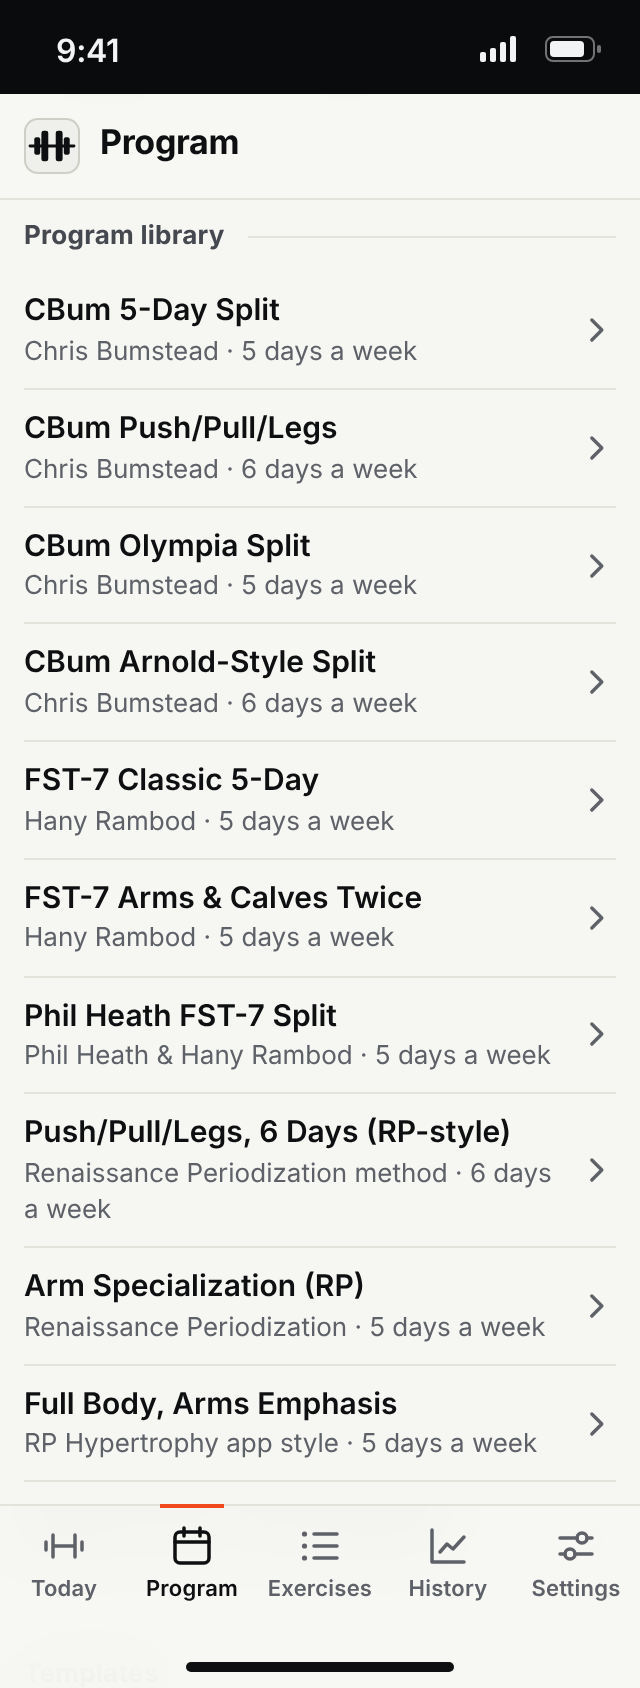 9:41
Program
Program library
CBum 5-Day Split
Chris Bumstead · 5 days a week
CBum Push/Pull/Legs
Chris Bumstead · 6 days a week
CBum Olympia Split
Chris Bumstead · 5 days a week
CBum Arnold-Style Split
Chris Bumstead · 6 days a week
FST-7 Classic 5-Day
Hany Rambod · 5 days a week
FST-7 Arms & Calves Twice
Hany Rambod · 5 days a week
Phil Heath FST-7 Split
Phil Heath & Hany Rambod · 5 days a week
Push/Pull/Legs, 6 Days (RP-style)
Renaissance Periodization method · 6 days
a week
Arm Specialization (RP)
Renaissance Periodization · 5 days a week
Full Body, Arms Emphasis
RP Hypertrophy app style · 5 days a week
Today
Program
Exercises
History
Settings
Templates